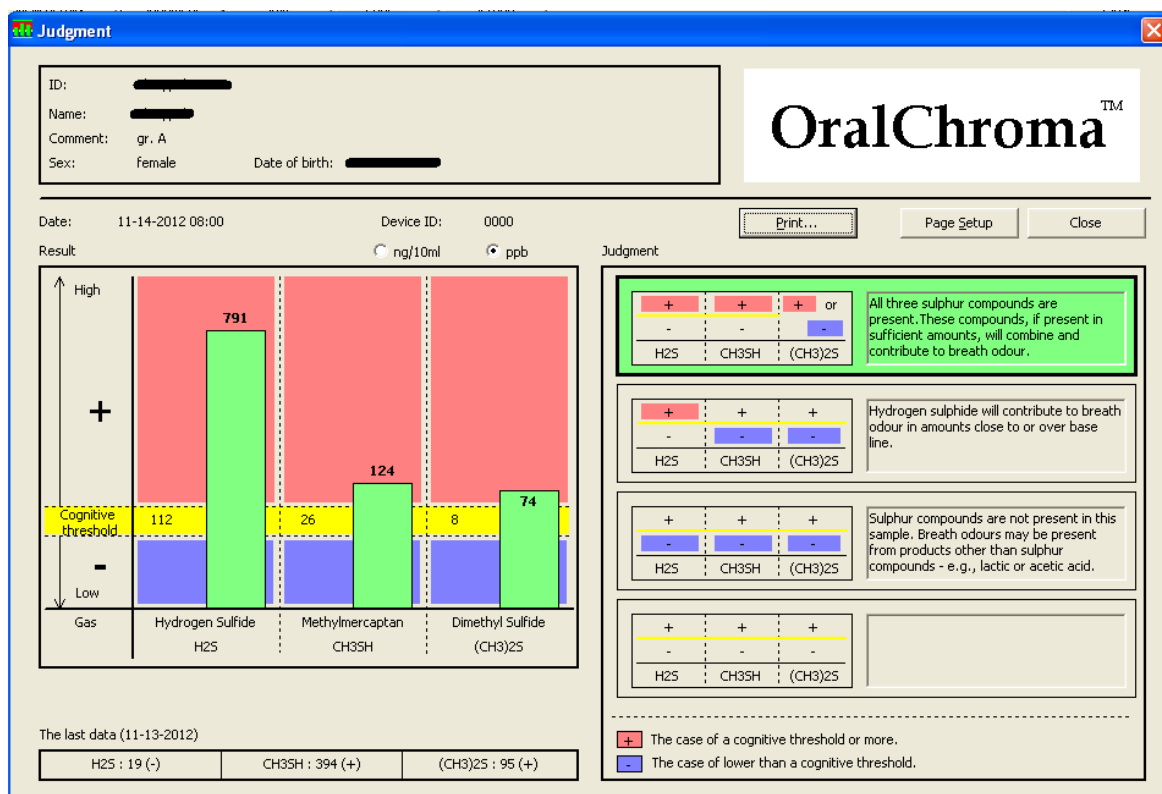 Judgment
ID:
Name:
Comment: gr. A
Sex: female Date of birth:
OralChroma™
Date: 11-14-2012 08:00 Device ID: 0000
Print... Page Setup Close
Result ng/10ml ppb
Judgment
High
+
Cognitive
threshold
-
Low
791
124
74
112 26 8
Gas Hydrogen Sulfide Methylmercaptan Dimethyl Sulfide
H2S CH3SH (CH3)2S
The last data (11-13-2012)
H2S : 19 (-) CH3SH : 394 (+) (CH3)2S : 95 (+)
+ + + or
- - -
H2S CH3SH (CH3)2S
All three sulphur compounds are
present.These compounds, if present in
sufficient amounts, will combine and
contribute to breath odour.
+ + +
- - -
H2S CH3SH (CH3)2S
Hydrogen sulphide will contribute to breath
odour in amounts close to or over base
line.
+ + +
- - -
H2S CH3SH (CH3)2S
Sulphur compounds are not present in this
sample. Breath odours may be present
from products other than sulphur
compounds - e.g., lactic or acetic acid.
+ + +
- - -
H2S CH3SH (CH3)2S
+ The case of a cognitive threshold or more.
- The case of lower than a cognitive threshold.